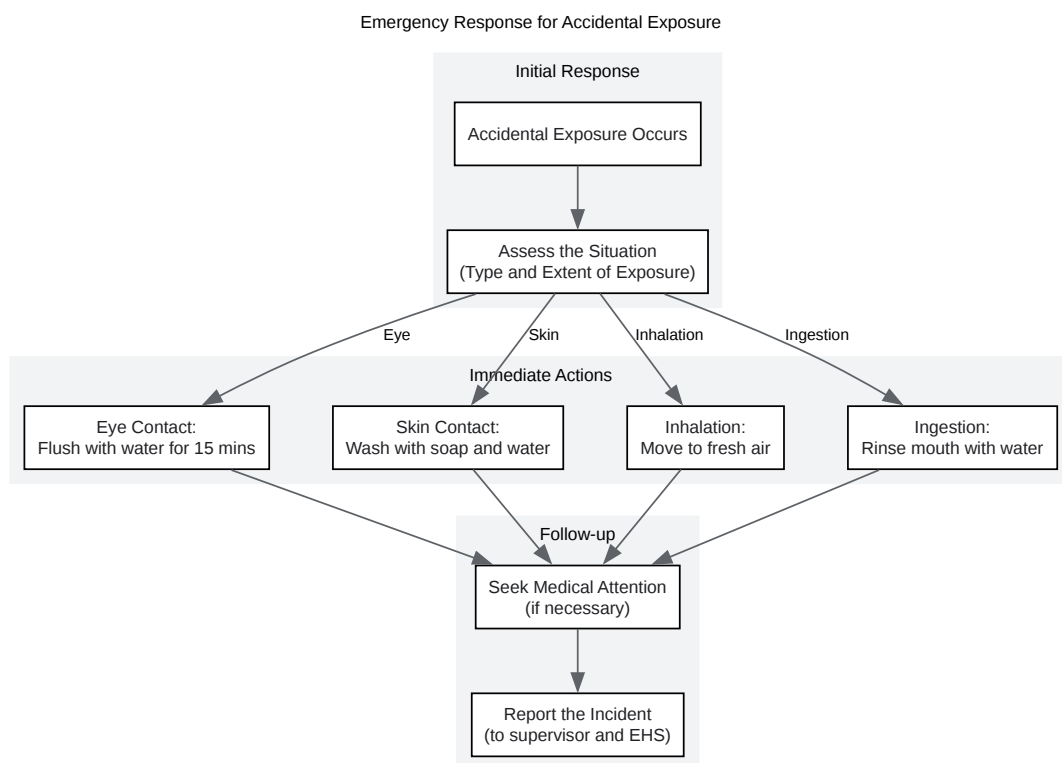 Emergency Response for Accidental Exposure
Initial Response
Accidental Exposure Occurs
Assess the Situation
(Type and Extent of Exposure)
Eye
Skin
Inhalation
Ingestion
Immediate Actions
Eye Contact:
Flush with water for 15 mins
Skin Contact:
Wash with soap and water
Inhalation:
Move to fresh air
Ingestion:
Rinse mouth with water
Follow-up
Seek Medical Attention
(if necessary)
Report the Incident
(to supervisor and EHS)